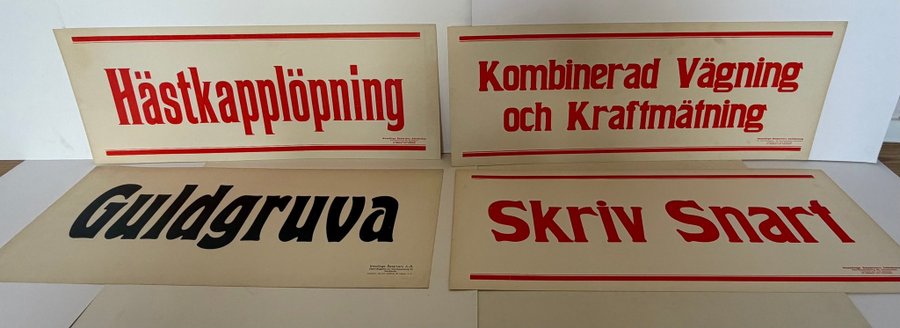 Hästkapplöpning
Kombinerad Vägning
och Kraftmätning
Guldgruva
Skriv Snart